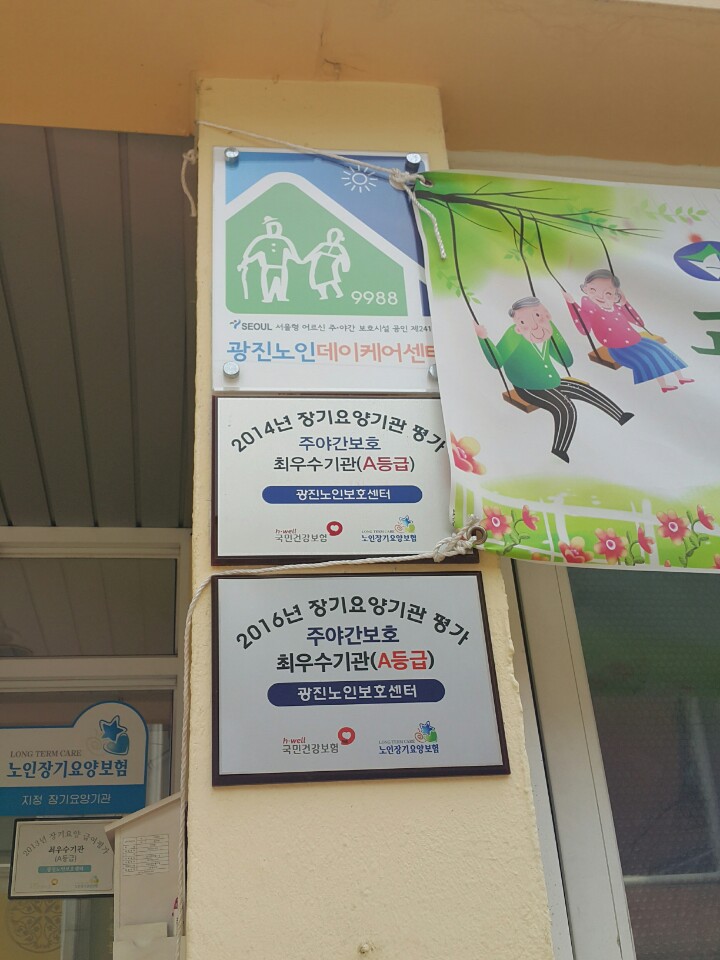 9988
SEOUL 서울형 어르신 주·야간 보호시설 공인 제241
광진노인데이케어센터
2014년 장기요양기관 평가
주야간보호
최우수기관(A등급)
광진노인보호센터
h·well
국민건강보험
LONG TERM CARE
노인장기요양보험
2016년 장기요양기관 평가
주야간보호
최우수기관(A등급)
광진노인보호센터
h·well
국민건강보험
LONG TERM CARE
노인장기요양보험
LONG TERM CARE
노인장기요양보험
지정 장기요양기관
최우수기관
(A등급)